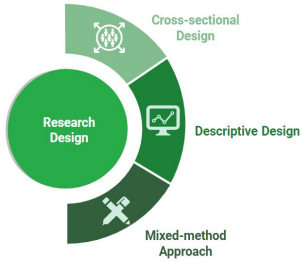 Cross-sectional
Design
Research
Design
Descriptive Design
Mixed-method
Approach